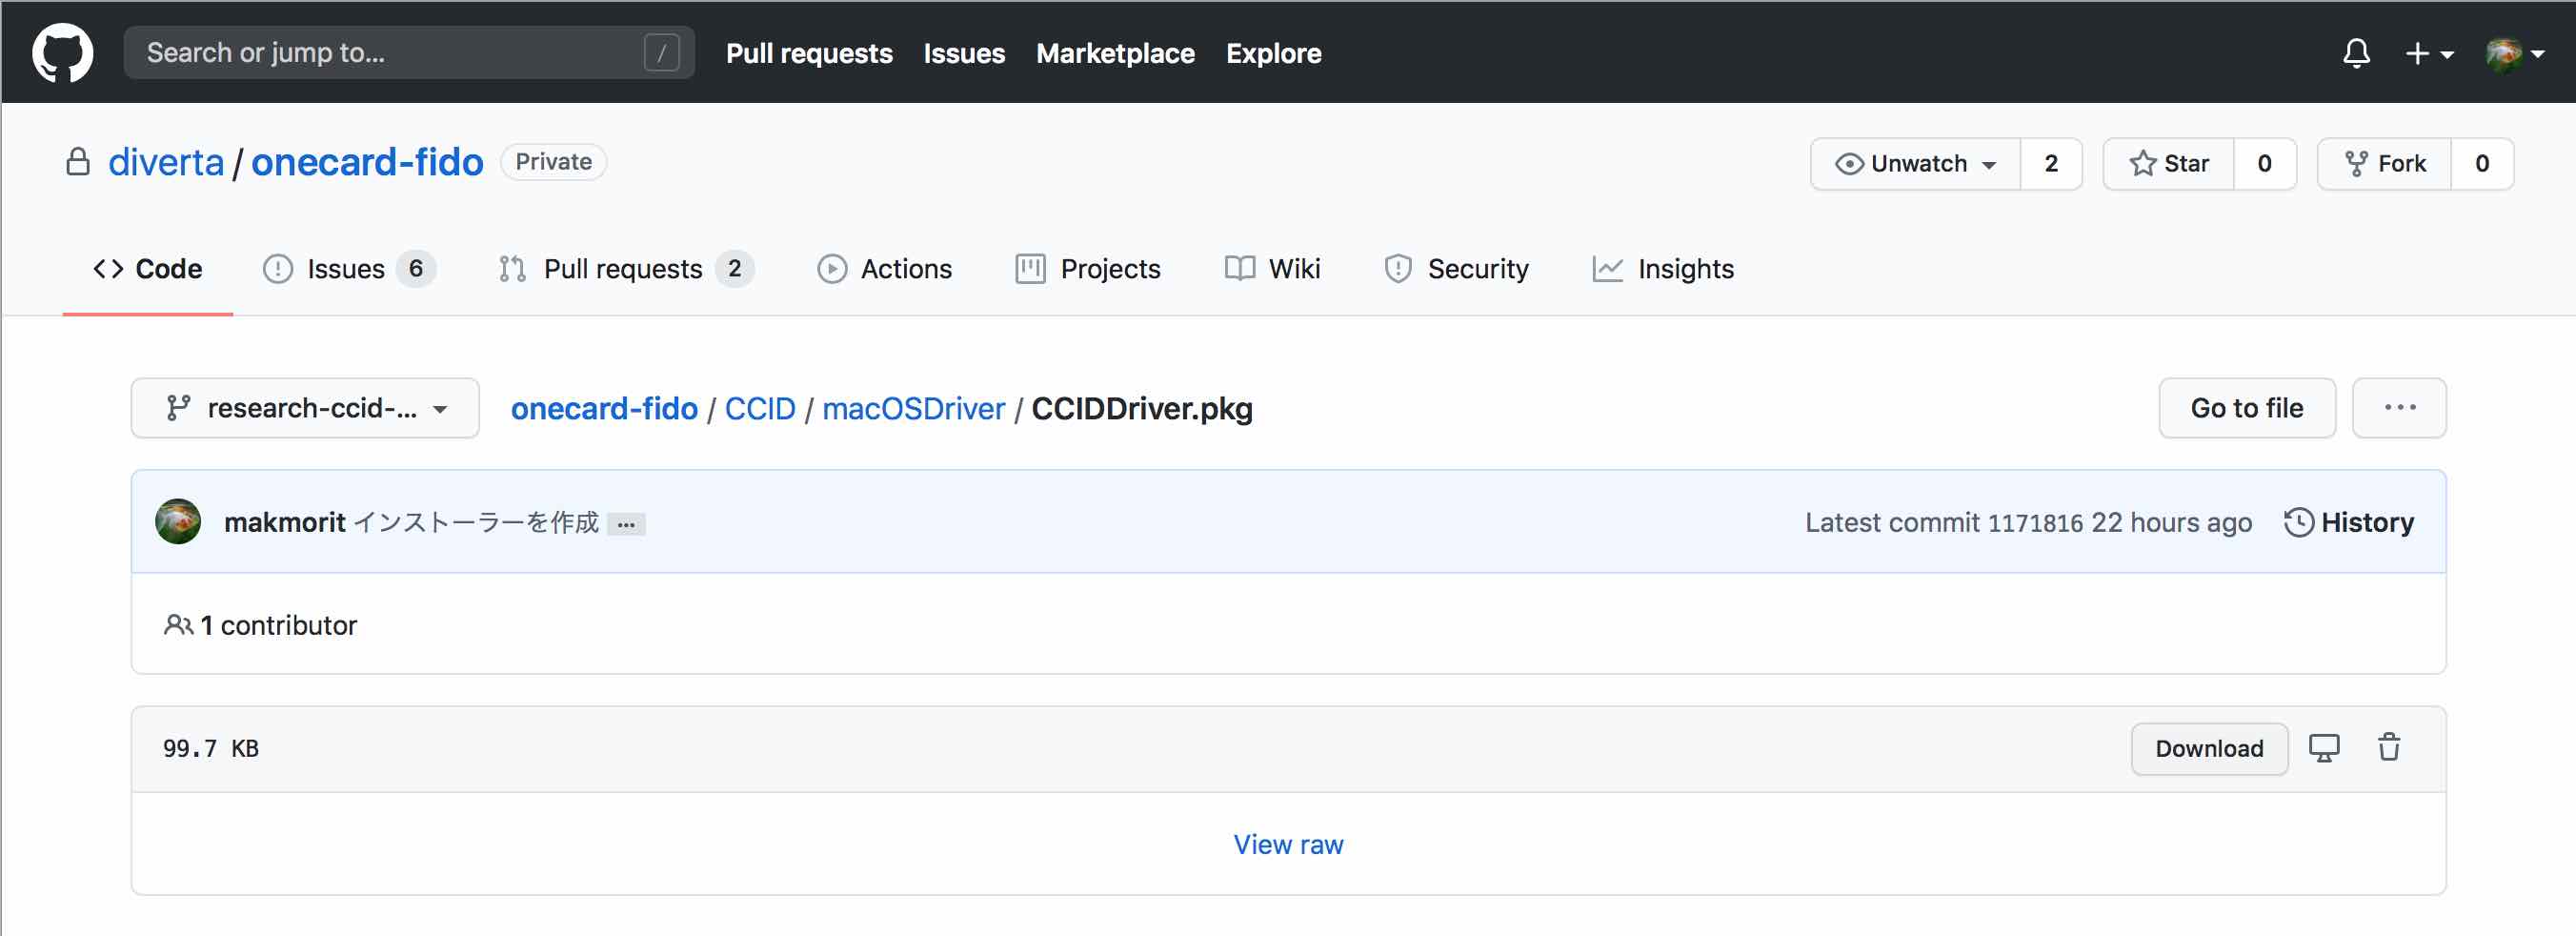 Search or jump to... / Pull requests Issues Marketplace Explore
diverta / onecard-fido Private Unwatch 2 Star 0 Fork 0
Code Issues 6 Pull requests 2 Actions Projects Wiki Security Insights
research-ccid-... onecard-fido / CCID / macOSDriver / CCIDDriver.pkg Go to file ...
makmorit インストーラーを作成 ... Latest commit 1171816 22 hours ago History
1 contributor
99.7 KB Download
View raw